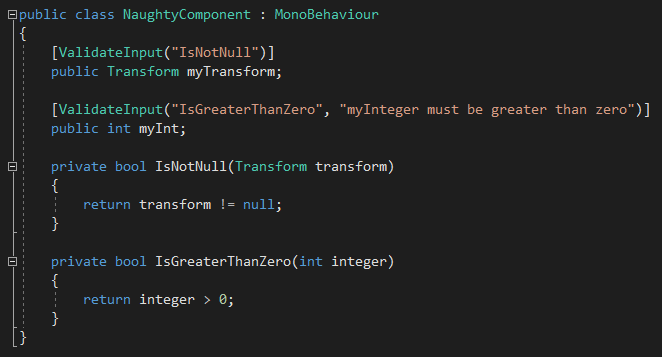 public class NaughtyComponent : MonoBehaviour
{
    [ValidateInput("IsNotNull")]
    public Transform myTransform;

    [ValidateInput("IsGreaterThanZero", "myInteger must be greater than zero")]
    public int myInt;

    private bool IsNotNull(Transform transform)
    {
        return transform != null;
    }

    private bool IsGreaterThanZero(int integer)
    {
        return integer > 0;
    }
}